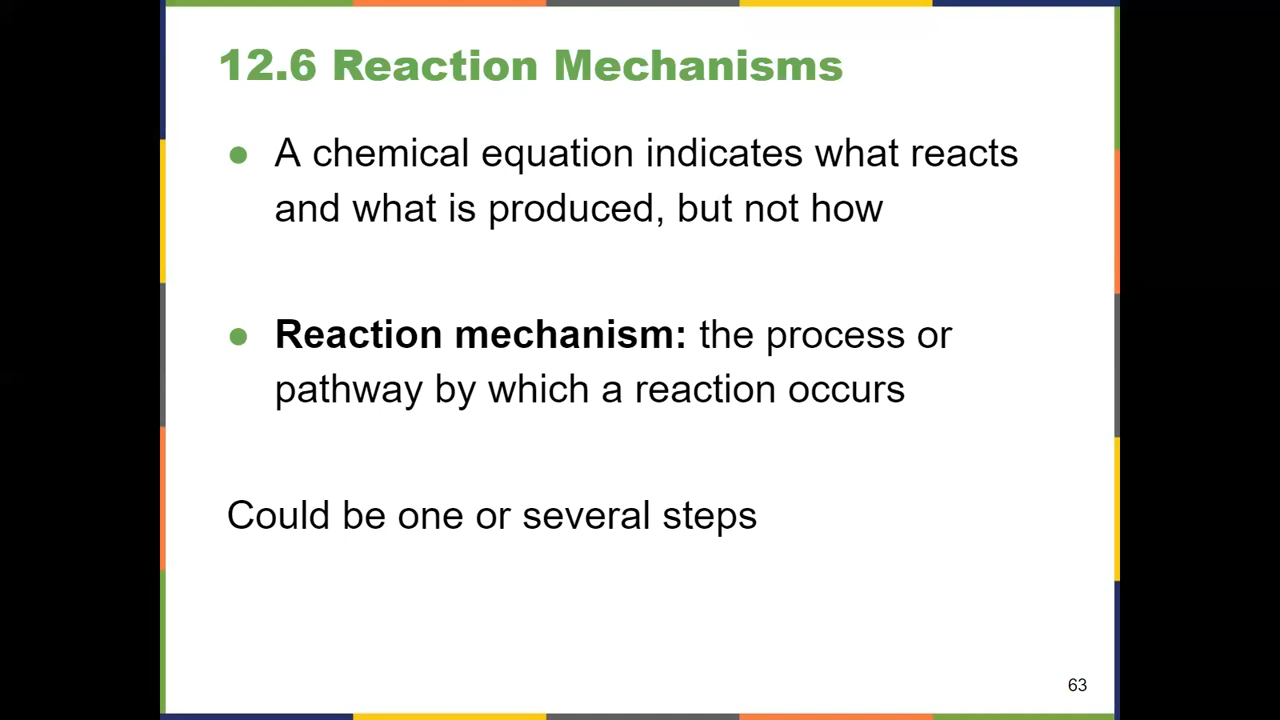 12.6 Reaction Mechanisms
● A chemical equation indicates what reacts
and what is produced, but not how
● Reaction mechanism: the process or
pathway by which a reaction occurs
Could be one or several steps
63